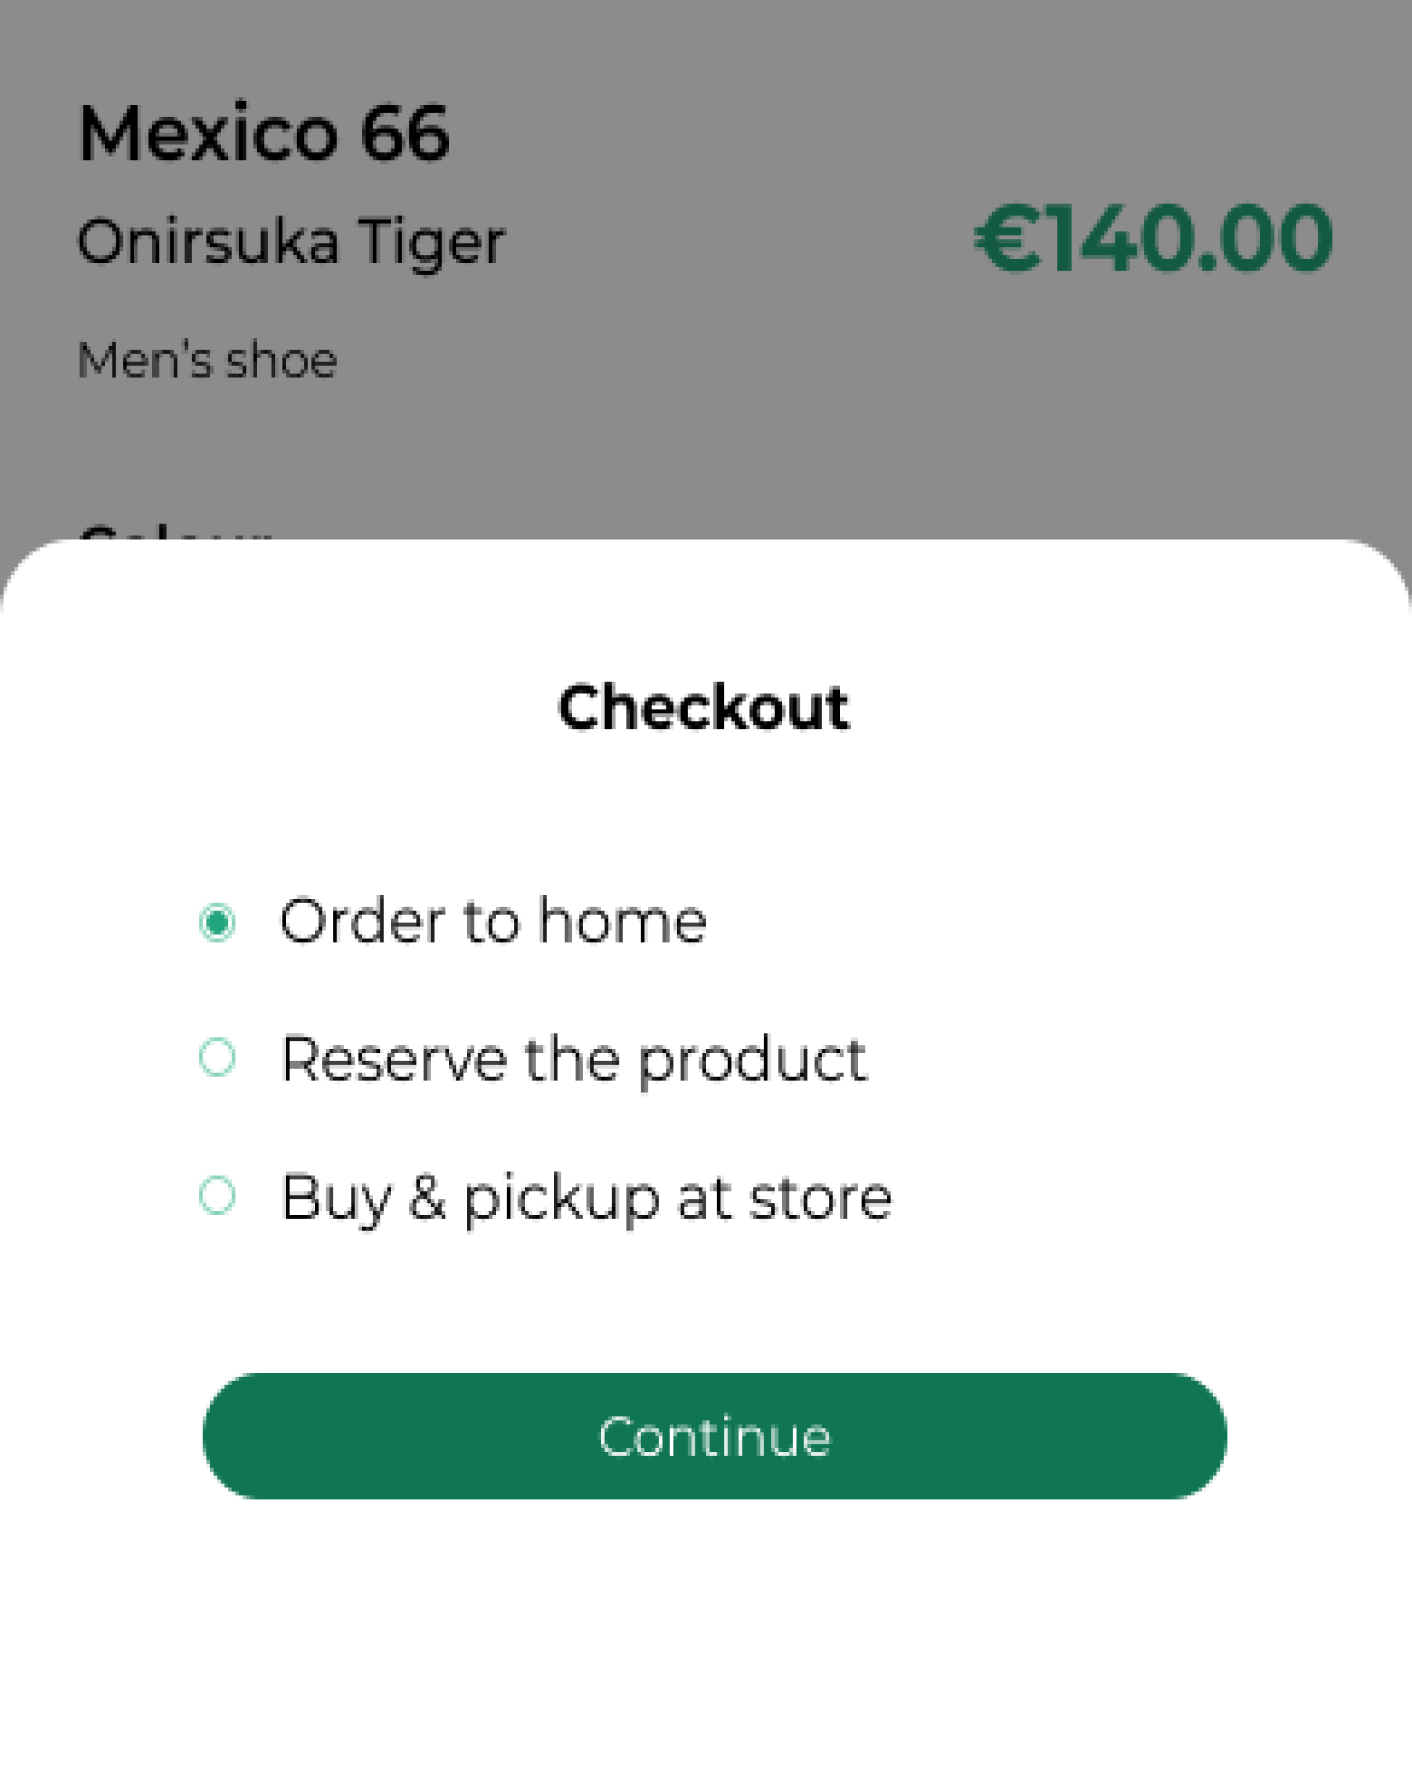 Mexico 66
Onirsuka Tiger
€140.00
Men's shoe
Colour
Checkout
Order to home
Reserve the product
Buy & pickup at store
Continue